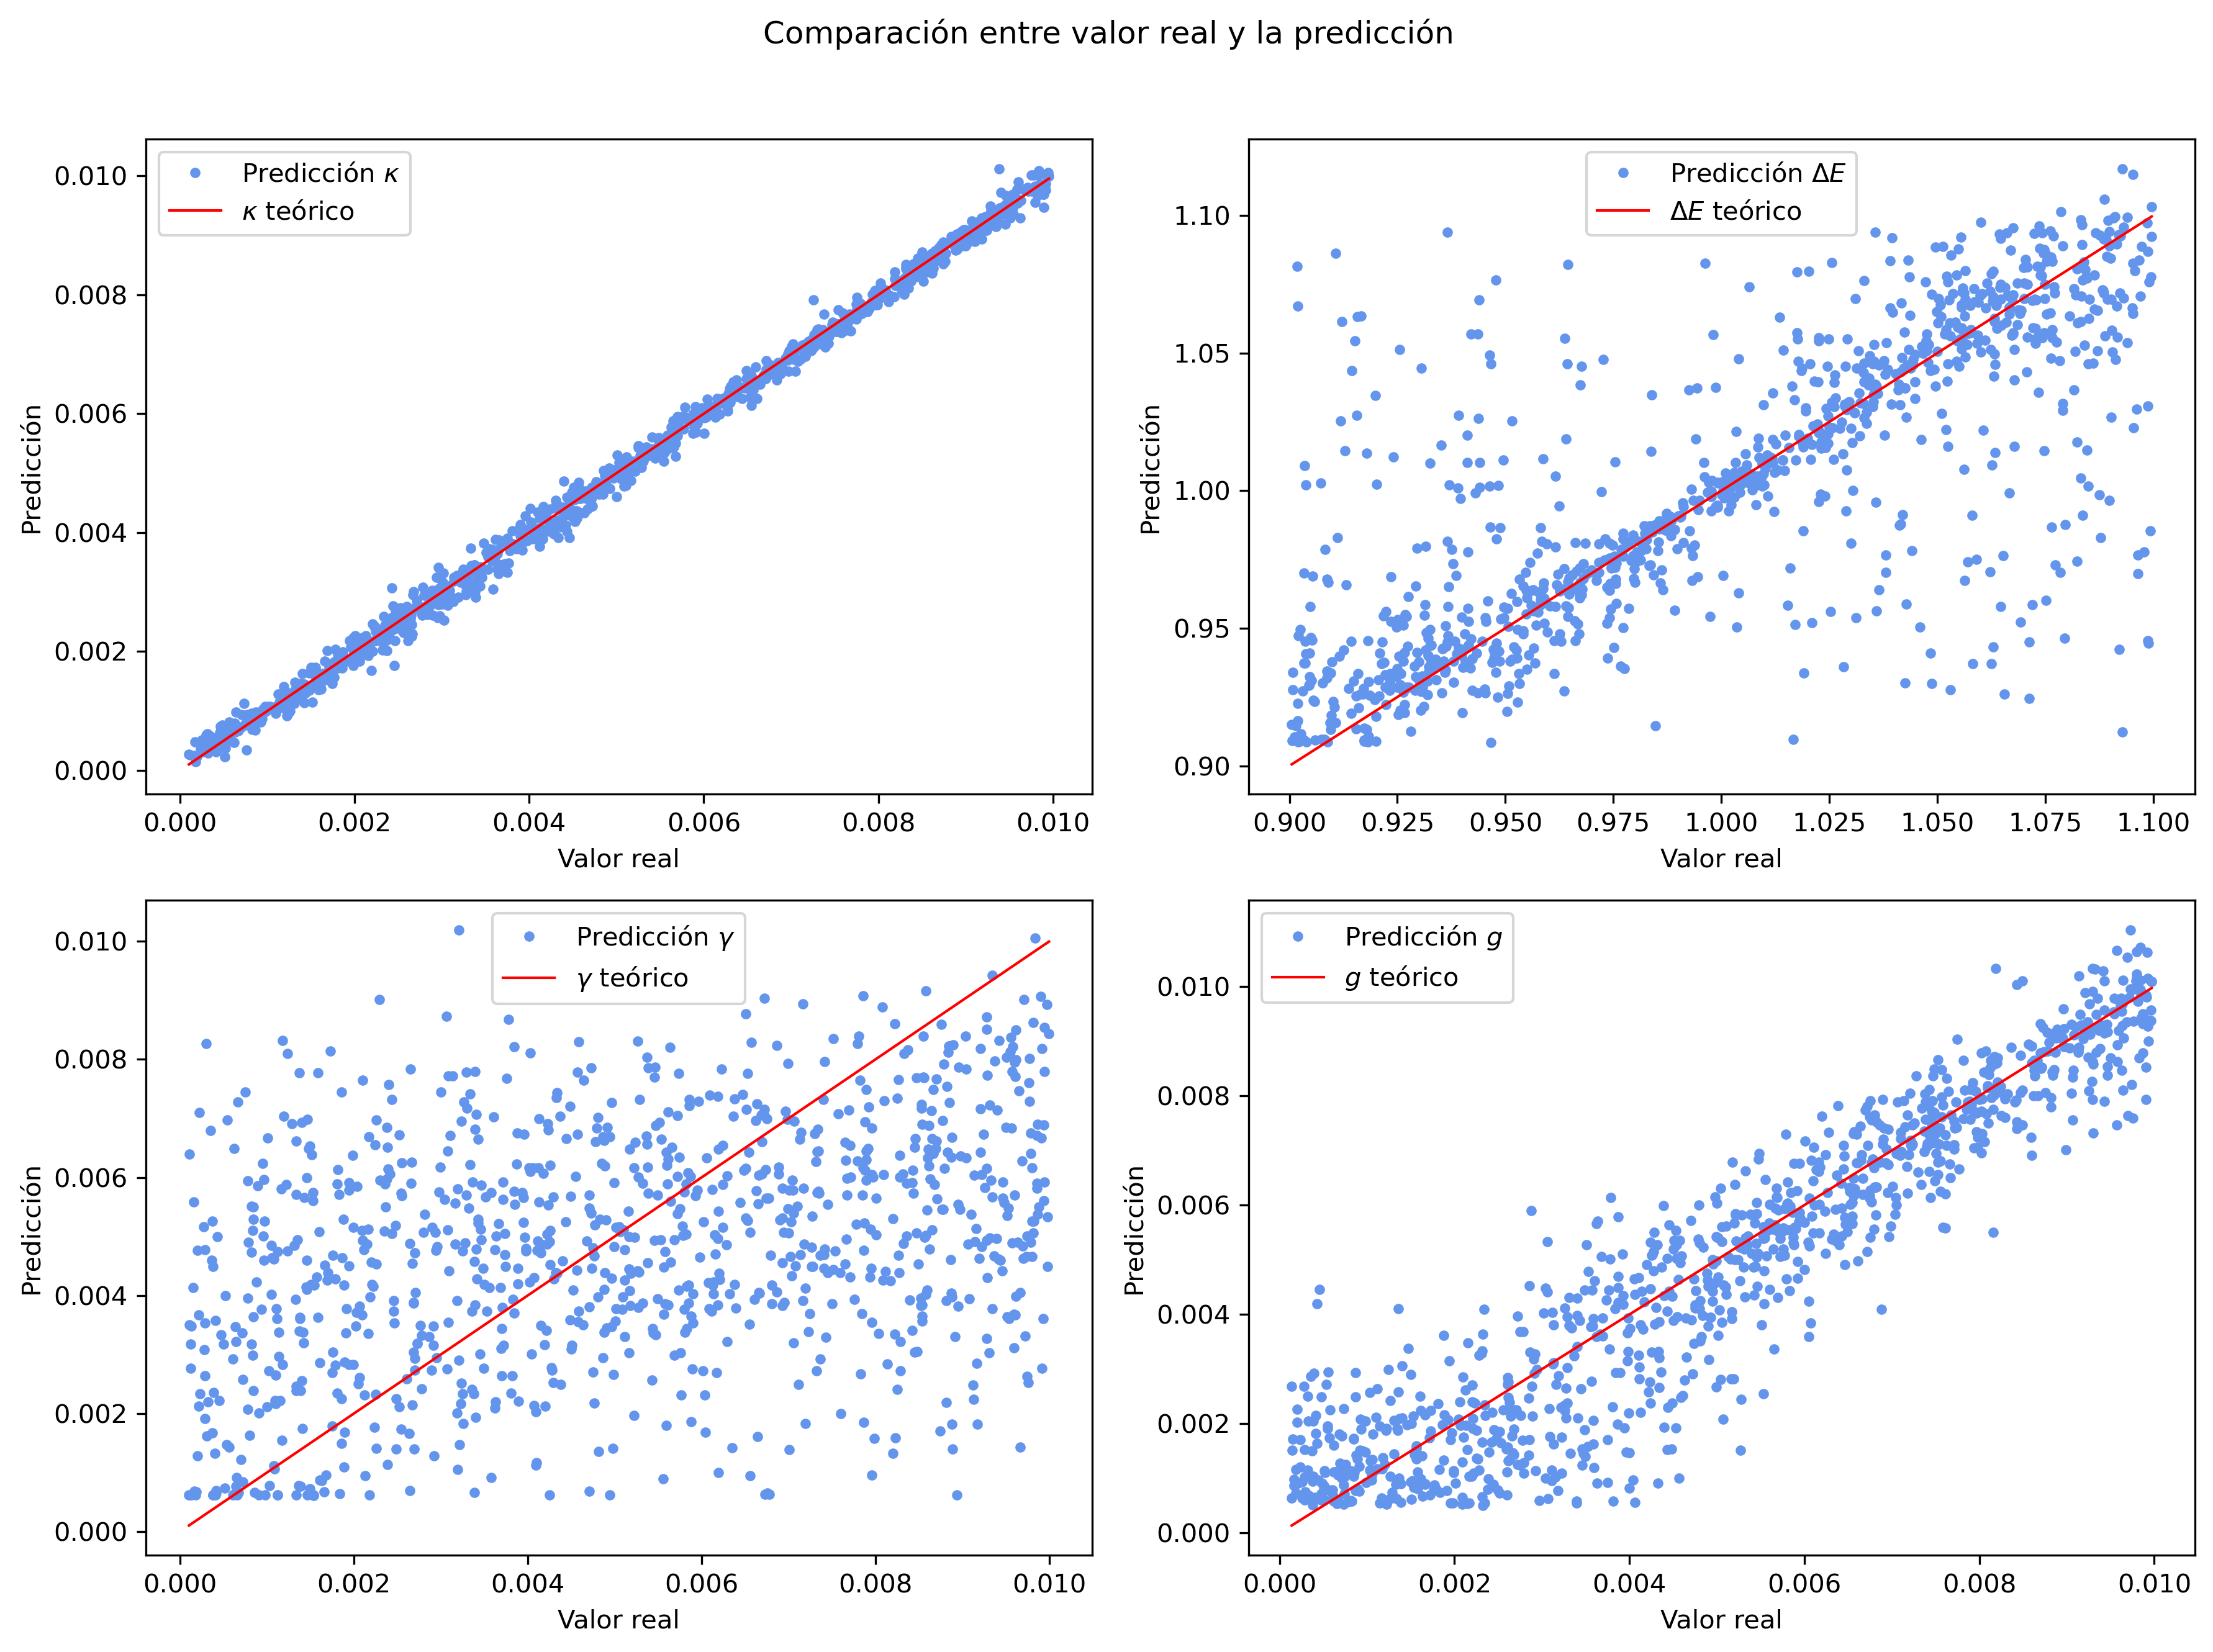 Comparación entre valor real y la predicción
Predicción κ
κ teórico
0.010
0.008
0.006
0.004
0.002
0.000
Predicción
0.000 0.002 0.004 0.006 0.008 0.010
Valor real
Predicción ΔE
ΔE teórico
1.10
1.05
1.00
0.95
0.90
Predicción
0.900 0.925 0.950 0.975 1.000 1.025 1.050 1.075 1.100
Valor real
Predicción γ
γ teórico
0.010
0.008
0.006
0.004
0.002
0.000
Predicción
0.000 0.002 0.004 0.006 0.008 0.010
Valor real
Predicción g
g teórico
0.010
0.008
0.006
0.004
0.002
0.000
Predicción
0.000 0.002 0.004 0.006 0.008 0.010
Valor real